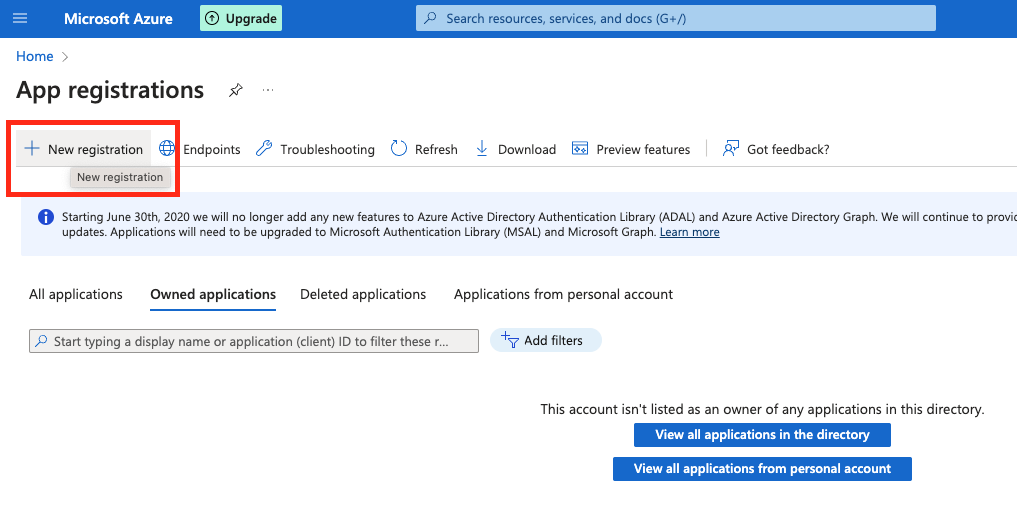 Microsoft Azure
Upgrade
Search resources, services, and docs (G+/)
Home
App registrations
New registration
Endpoints
Troubleshooting
Refresh
Download
Preview features
Got feedback?
New registration
Starting June 30th, 2020 we will no longer add any new features to Azure Active Directory Authentication Library (ADAL) and Azure Active Directory Graph. We will continue to
updates. Applications will need to be upgraded to Microsoft Authentication Library (MSAL) and Microsoft Graph. Learn more
All applications
Owned applications
Deleted applications
Applications from personal account
Start typing a display name or application (client) ID to filter these r...
Add filters
This account isn't listed as an owner of any applications in this directory.
View all applications in the directory
View all applications from personal account